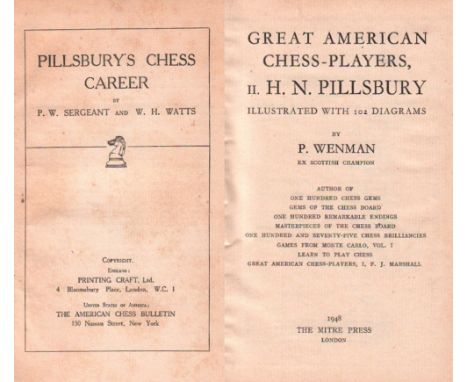 PILLSBURY'S CHESS
CAREER
BY
P. W. SERGEANT AND W. H. WATTS
COPYRIGHT.
ENGLAND:
PRINTING CRAFT, Ltd.
4 Bloomsbury Place, London, W.C. 1
UNITED STATES OF AMERICA:
THE AMERICAN CHESS BULLETIN
150 Nassau Street, New York
GREAT AMERICAN
CHESS-PLAYERS,
II. H. N. PILLSBURY
ILLUSTRATED WITH 102 DIAGRAMS
BY
P. WENMAN
EX SCOTTISH CHAMPION
AUTHOR OF
ONE HUNDRED CHESS GEMS
GEMS OF THE CHESS BOARD
ONE HUNDRED REMARKABLE ENDINGS
MASTERPIECES OF THE CHESS BOARD
ONE HUNDRED AND SEVENTY-FIVE CHESS BRILLIANCIES
GAMES FROM MONTE CARLO, VOL. I
LEARN TO PLAY CHESS
GREAT AMERICAN CHESS-PLAYERS, I, F. J. MARSHALL
1948
THE MITRE PRESS
LONDON